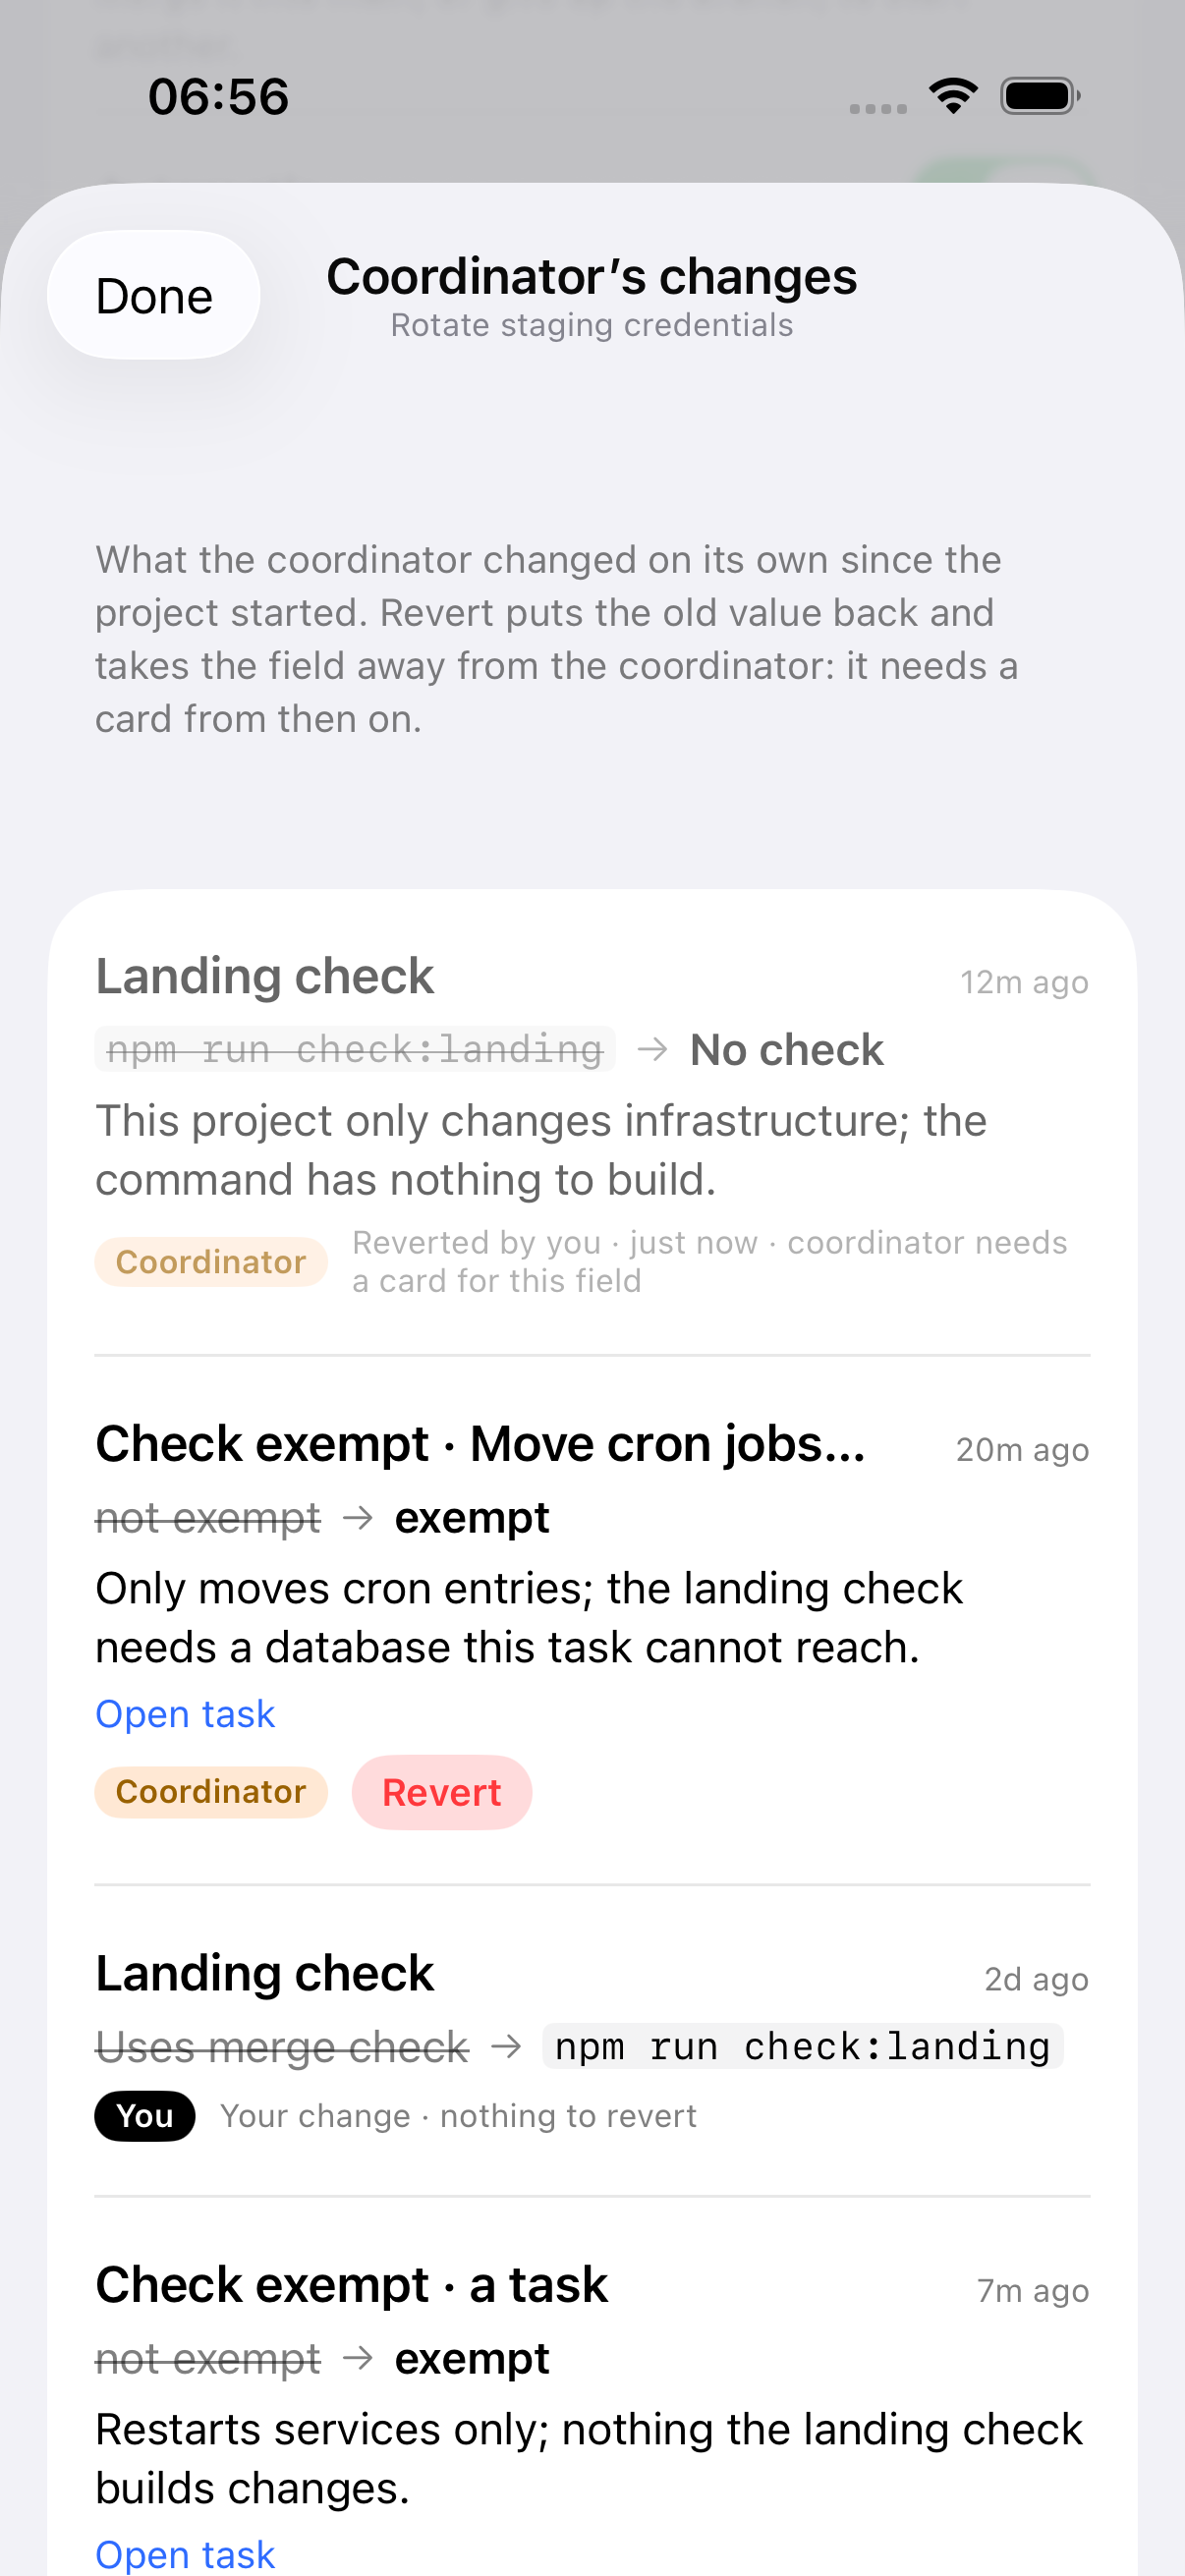 another.
06:56
Done
Coordinator’s changes
Rotate staging credentials
What the coordinator changed on its own since the
project started. Revert puts the old value back and
takes the field away from the coordinator: it needs a
card from then on.
Landing check
12m ago
npm run check:landing → No check
This project only changes infrastructure; the
command has nothing to build.
Coordinator
Reverted by you · just now · coordinator needs
a card for this field
Check exempt · Move cron jobs...
20m ago
not exempt → exempt
Only moves cron entries; the landing check
needs a database this task cannot reach.
Open task
Coordinator
Revert
Landing check
2d ago
Uses merge check → npm run check:landing
You
Your change · nothing to revert
Check exempt · a task
7m ago
not exempt → exempt
Restarts services only; nothing the landing check
builds changes.
Open task